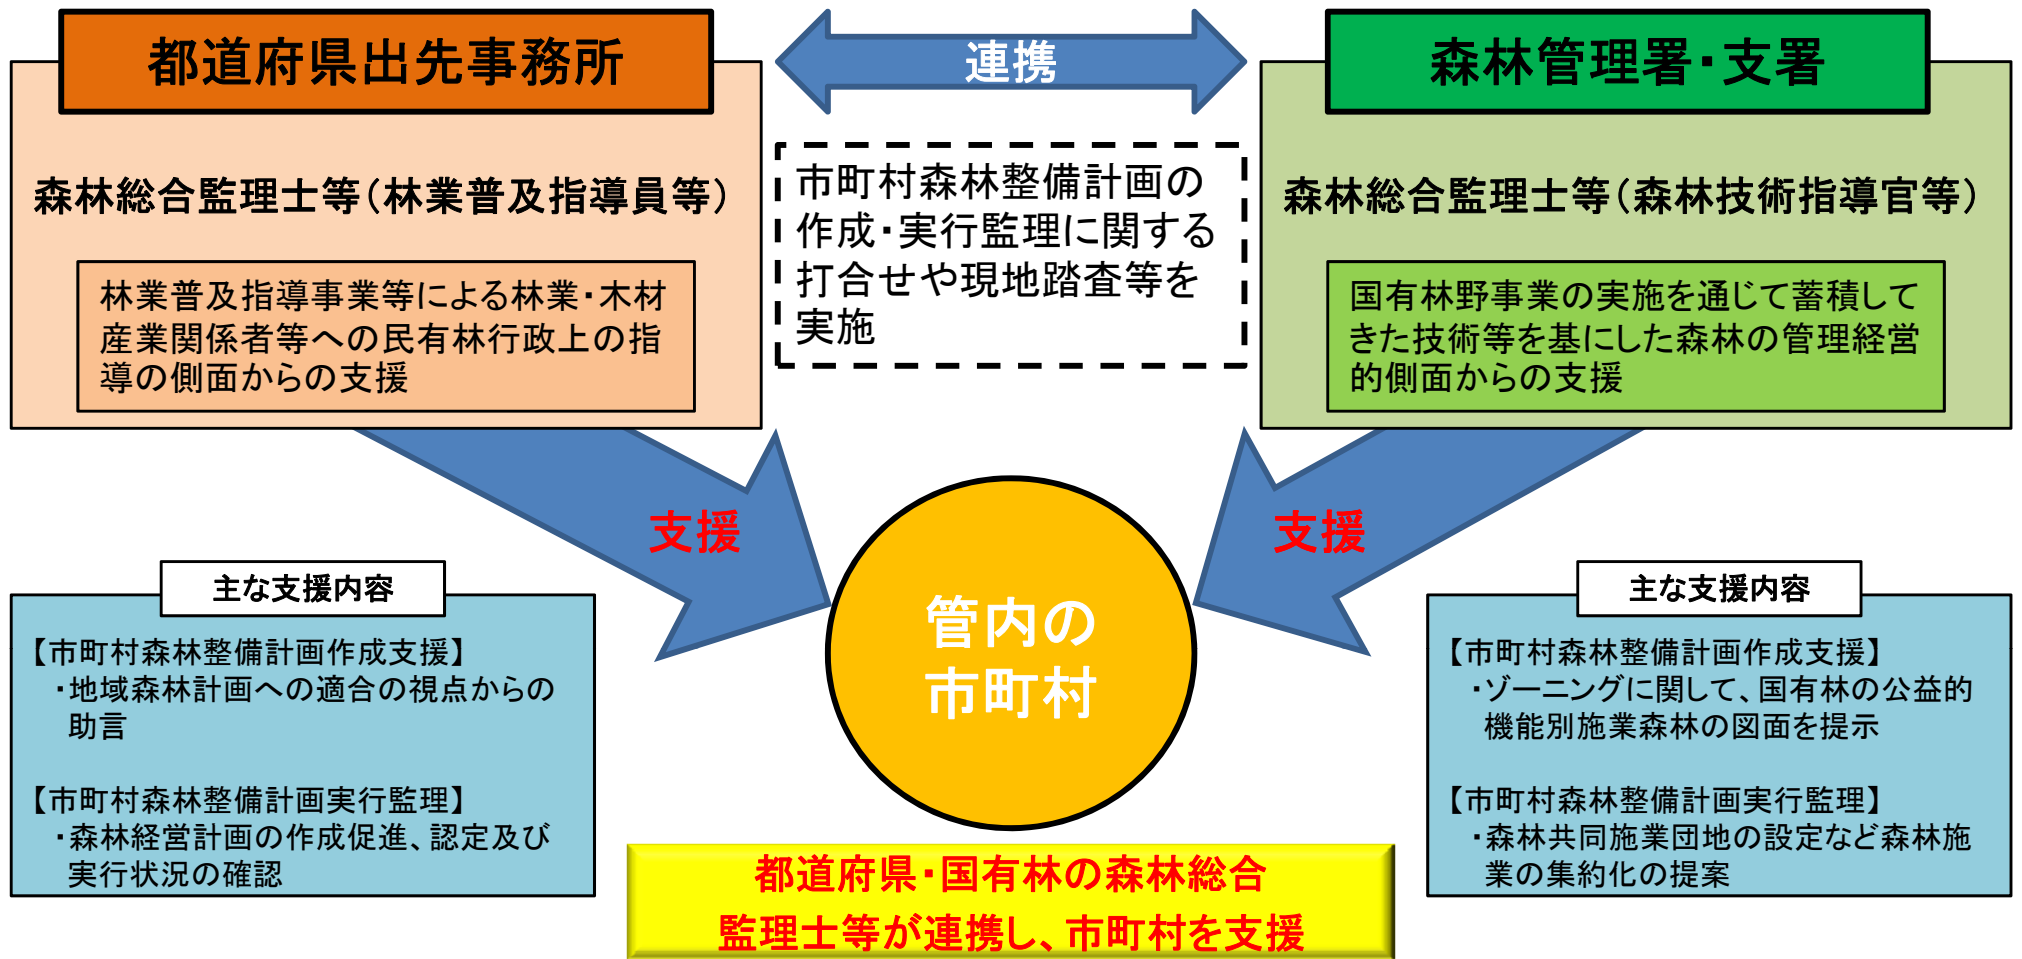 都道府県出先事務所
連携
森林管理署・支署
森林総合監理士等（林業普及指導員等）
林業普及指導事業等による林業・木材
産業関係者等への民有林行政上の指
導の側面からの支援
市町村森林整備計画の
作成・実行監理に関する
打合せや現地踏査等を
実施
森林総合監理士等（森林技術指導官等）
国有林野事業の実施を通じて蓄積して
きた技術等を基にした森林の管理経営
的側面からの支援
支援
支援
管内の
市町村
主な支援内容
【市町村森林整備計画作成支援】
・地域森林計画への適合の視点からの
助言
【市町村森林整備計画実行監理】
・森林経営計画の作成促進、認定及び
実行状況の確認
主な支援内容
【市町村森林整備計画作成支援】
・ゾーニングに関して、国有林の公益的
機能別施業森林の図面を提示
【市町村森林整備計画実行監理】
・森林共同施業団地の設定など森林施
業の集約化の提案
都道府県・国有林の森林総合
監理士等が連携し、市町村を支援